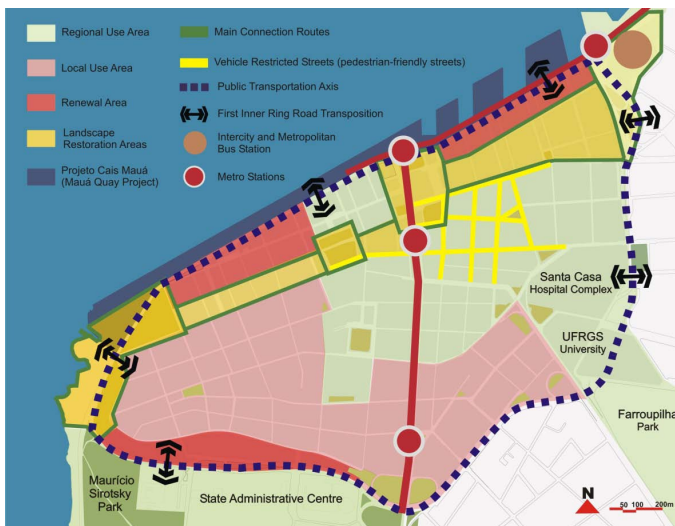 Regional Use Area
Local Use Area
Renewal Area
Landscape
Restoration Areas
Projeto Cais Mauá
(Mauá Quay Project)
Main Connection Routes
Vehicle Restricted Streets (pedestrian-friendly streets)
Public Transportation Axis
First Inner Ring Road Transposition
Intercity and Metropolitan
Bus Station
Metro Stations
Santa Casa
Hospital Complex
UFRGS
University
Farroupilha
Park
Maurício
Sirotsky
Park
State Administrative Centre
N
50 100 200m